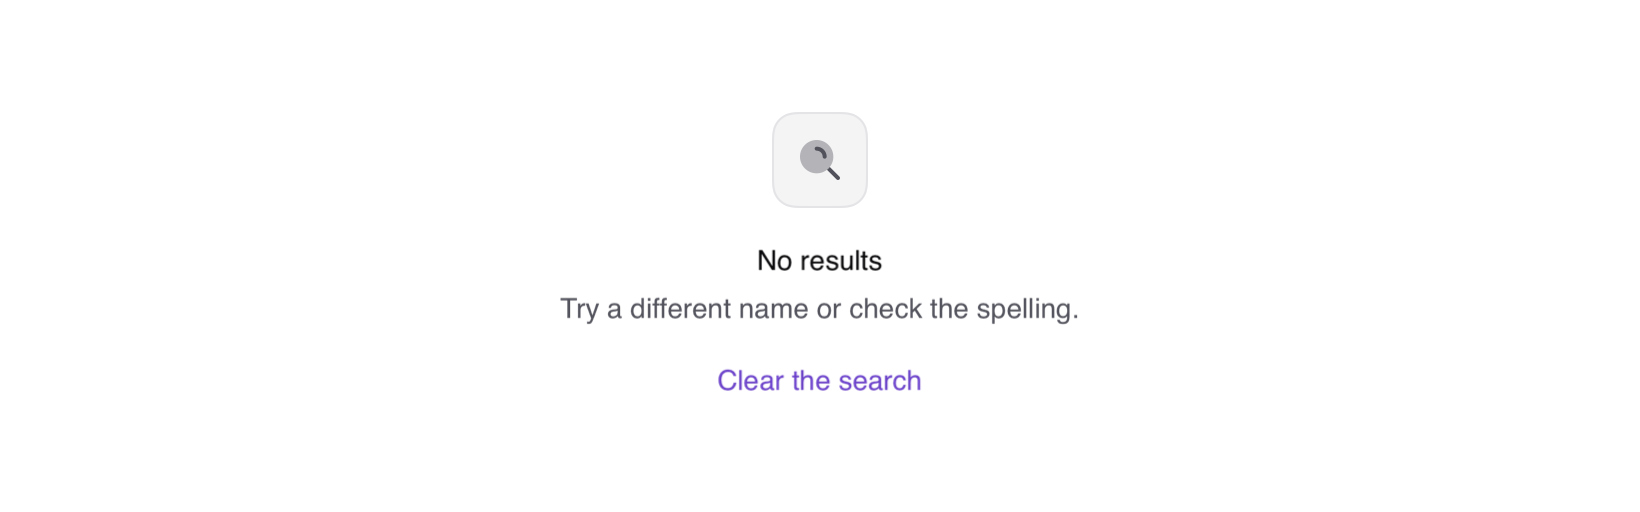 No results
Try a different name or check the spelling.
Clear the search